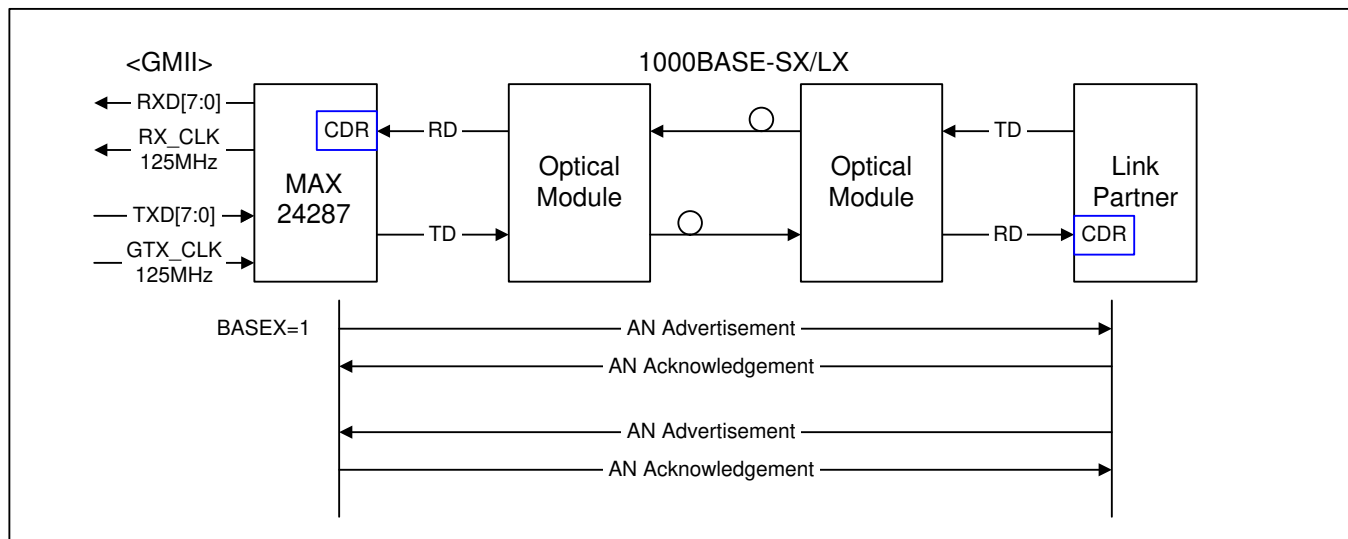 <GMII>
1000BASE-SX/LX
RXD[7:0]
RX_CLK
125MHz
TXD[7:0]
GTX_CLK
125MHz
CDR
MAX
24287
RD
TD
Optical
Module
Optical
Module
TD
RD
Link
Partner
CDR
BASEX=1
AN Advertisement
AN Acknowledgement
AN Advertisement
AN Acknowledgement